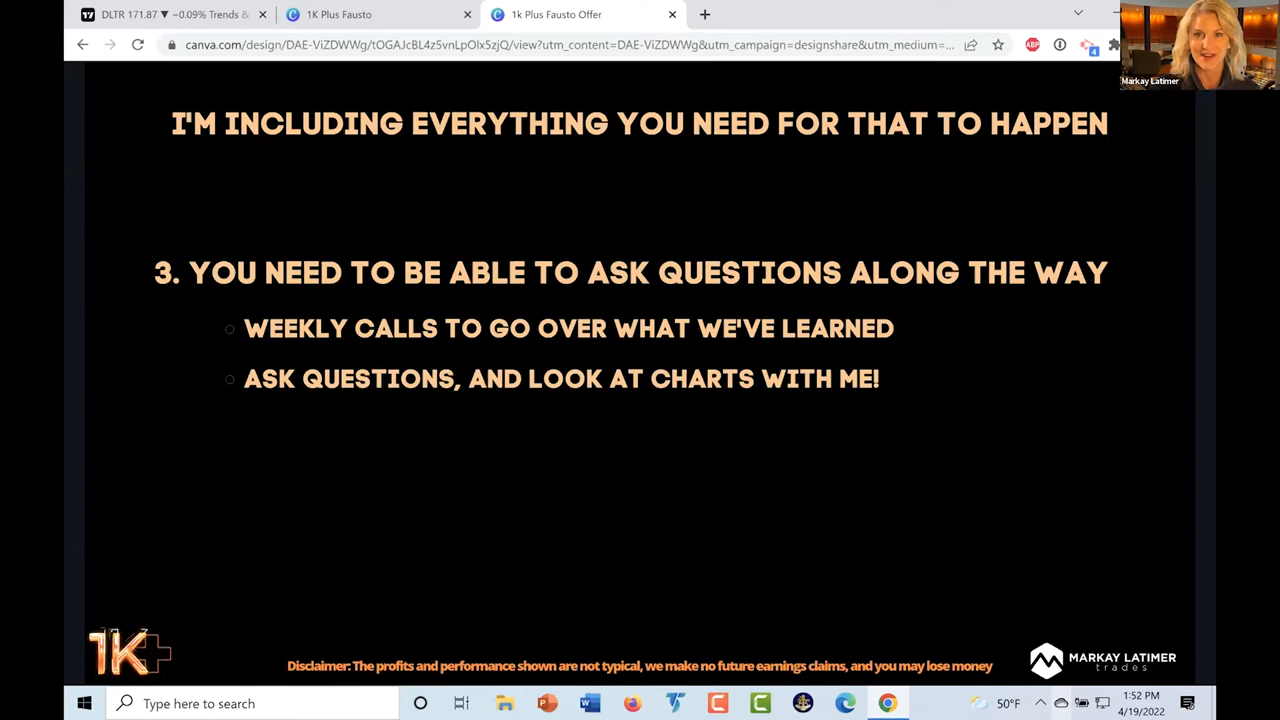 DLTR 171.87 ▼ −0.09% Trends &
1K Plus Fausto
1k Plus Fausto Offer
canva.com/design/DAE-ViZDWWg/tOGAJcBL4z5vnLpOIx5zjQ/view?utm_content=DAE-ViZDWWg&utm_campaign=designshare&utm_medium=...
ABP
4
Markay Latimer
I'M INCLUDING EVERYTHING YOU NEED FOR THAT TO HAPPEN
3. YOU NEED TO BE ABLE TO ASK QUESTIONS ALONG THE WAY
WEEKLY CALLS TO GO OVER WHAT WE'VE LEARNED
ASK QUESTIONS, AND LOOK AT CHARTS WITH ME!
1K+
Disclaimer: The profits and performance shown are not typical, we make no future earnings claims, and you may lose money
MARKAY LATIMER
trades
Type here to search
50°F
1:52 PM
4/19/2022